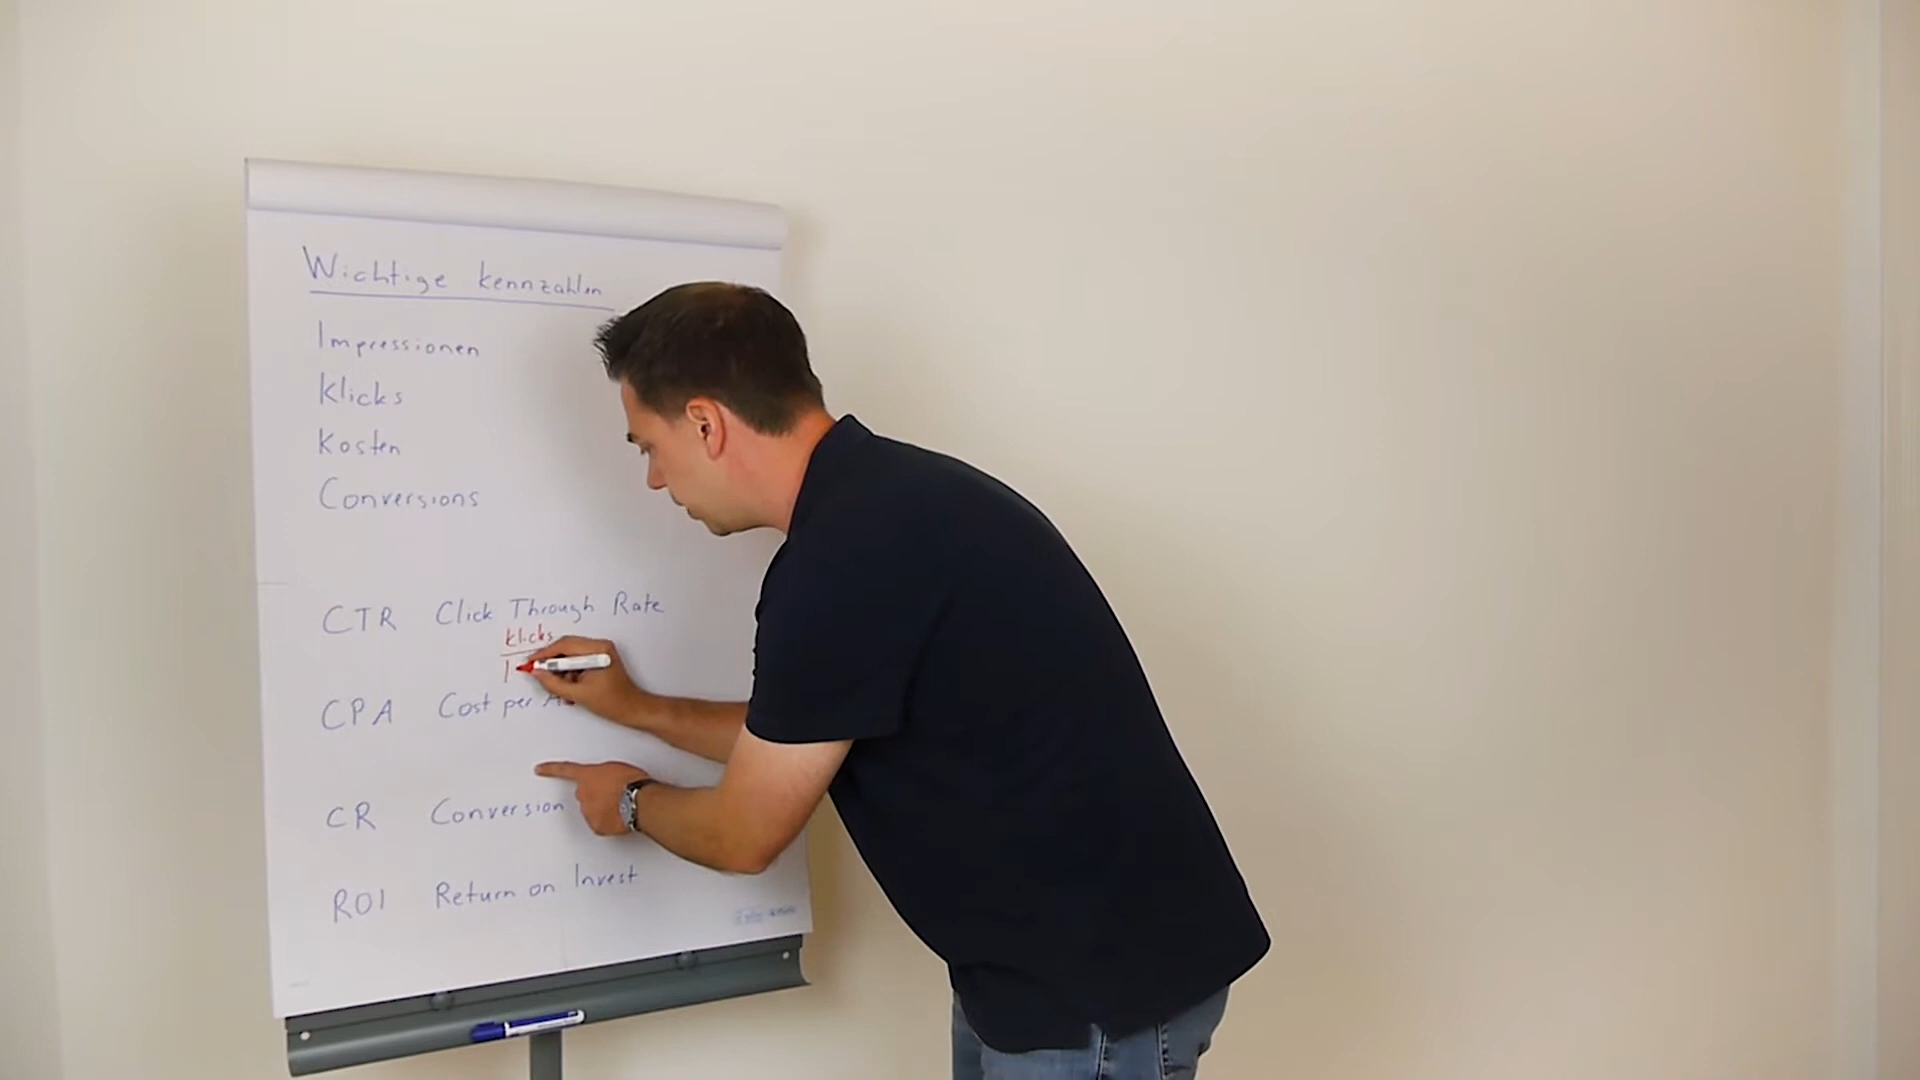 Wichtige kennzahlen
Impressionen
Klicks
Kosten
Conversions
CTR Click Through Rate
klicks
I
CPA Cost per A
CR Conversion
ROI Return on Invest